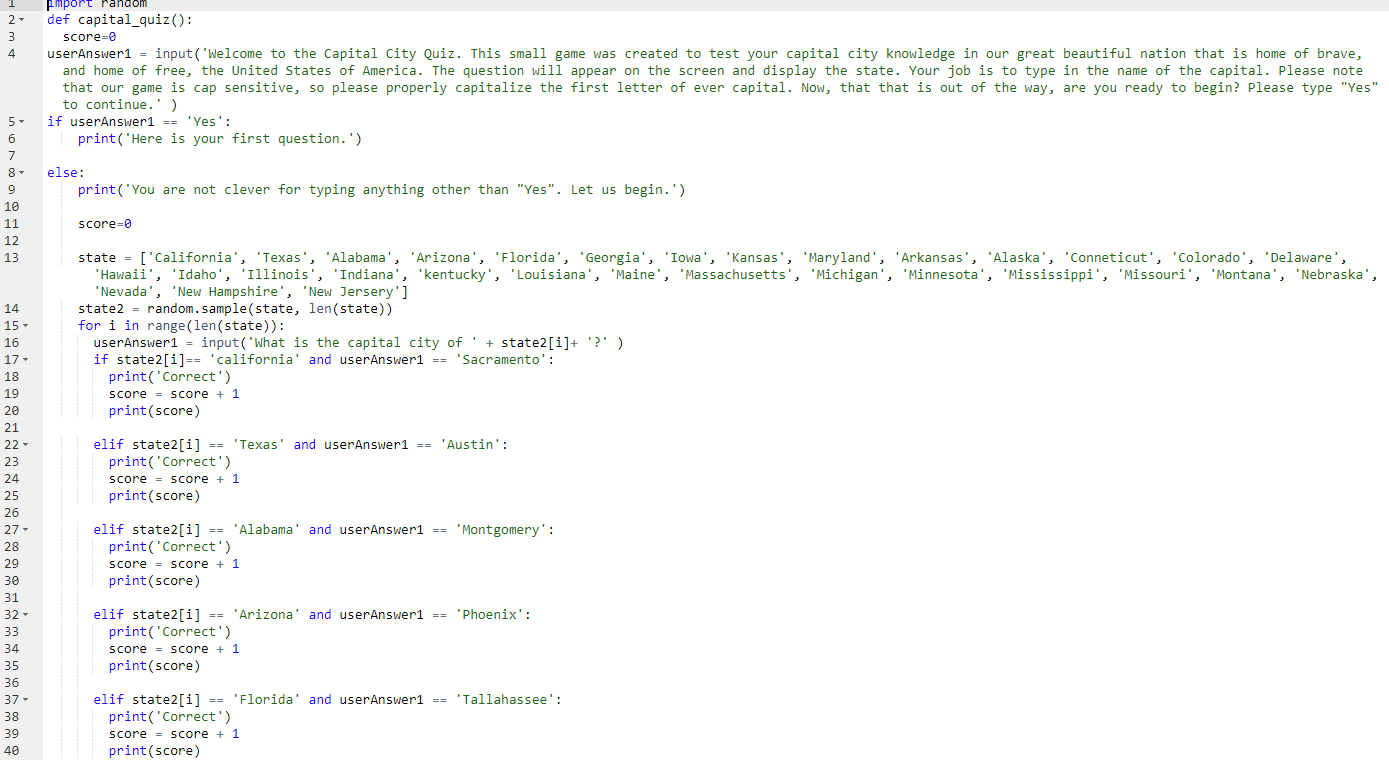 1 import random
2 def capital_quiz():
3 score=0
4 userAnswer1 = input('Welcome to the Capital City Quiz. This small game was created to test your capital city knowledge in our great beautiful nation that is home of brave,
and home of free, the United States of America. The question will appear on the screen and display the state. Your job is to type in the name of the capital. Please note
that our game is cap sensitive, so please properly capitalize the first letter of ever capital. Now, that that is out of the way, are you ready to begin? Please type "Yes"
to continue.' )
5 if userAnswer1 == 'Yes':
6 print('Here is your first question.')
7
8 else:
9 print('You are not clever for typing anything other than "Yes". Let us begin.')
10
11 score=0
12
13 state = ['California', 'Texas', 'Alabama', 'Arizona', 'Florida', 'Georgia', 'Iowa', 'Kansas', 'Maryland', 'Arkansas', 'Alaska', 'Conneticut', 'Colorado', 'Delaware',
'Hawaii', 'Idaho', 'Illinois', 'Indiana', 'kentucky', 'Louisiana', 'Maine', 'Massachusetts', 'Michigan', 'Minnesota', 'Mississippi', 'Missouri', 'Montana', 'Nebraska',
'Nevada', 'New Hampshire', 'New Jersery']
14 state2 = random.sample(state, len(state))
15 for i in range(len(state)):
16 userAnswer1 = input('What is the capital city of ' + state2[i]+ '?' )
17 if state2[i]== 'california' and userAnswer1 == 'Sacramento':
18 print('Correct')
19 score = score + 1
20 print(score)
21
22 elif state2[i] == 'Texas' and userAnswer1 == 'Austin':
23 print('Correct')
24 score = score + 1
25 print(score)
26
27 elif state2[i] == 'Alabama' and userAnswer1 == 'Montgomery':
28 print('Correct')
29 score = score + 1
30 print(score)
31
32 elif state2[i] == 'Arizona' and userAnswer1 == 'Phoenix':
33 print('Correct')
34 score = score + 1
35 print(score)
36
37 elif state2[i] == 'Florida' and userAnswer1 == 'Tallahassee':
38 print('Correct')
39 score = score + 1
40 print(score)